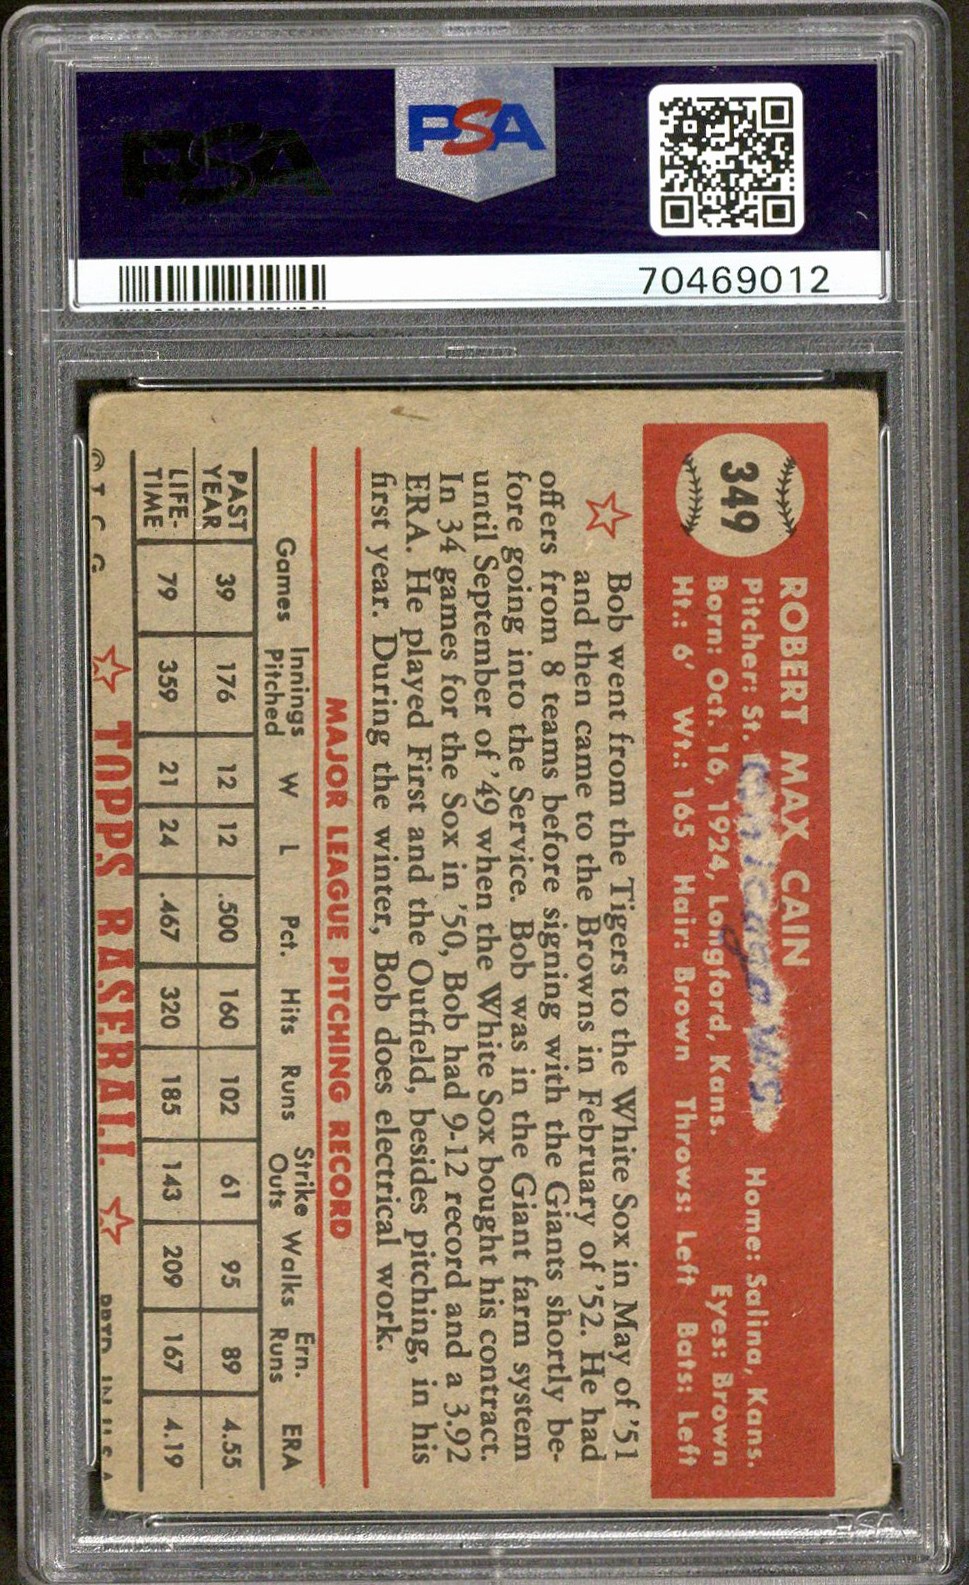 PSA
PSA
70469012
349
ROBERT MAX CAIN
Pitcher: St. Home: Salina, Kans.
Born: Oct. 16, 1924, Longford, Kans. Eyes: Brown
Ht.: 6' Wt.: 165 Hair: Brown Throws: Left Bats: Left
Bob went from the Tigers to the White Sox in May of '51
and then came to the Browns in February of '52. He had
offers from 8 teams before signing with the Giants shortly be-
fore going into the Service. Bob was in the Giant farm system
until September of '49 when the White Sox bought his contract.
In 34 games for the Sox in '50, Bob had 9-12 record and a 3.92
ERA. He played First and the Outfield, besides pitching, in his
first year. During the winter, Bob does electrical work.
MAJOR LEAGUE PITCHING RECORD
Games Innings Pitched W L Pct. Hits Runs Strike Outs Walks Ern. Runs ERA
PAST YEAR 39 176 12 12 .500 160 102 61 95 89 4.55
LIFE-TIME 79 359 21 24 .467 320 185 143 209 167 4.19
TOPPS BASEBALL
PRTD. IN U.S.A.
PSA